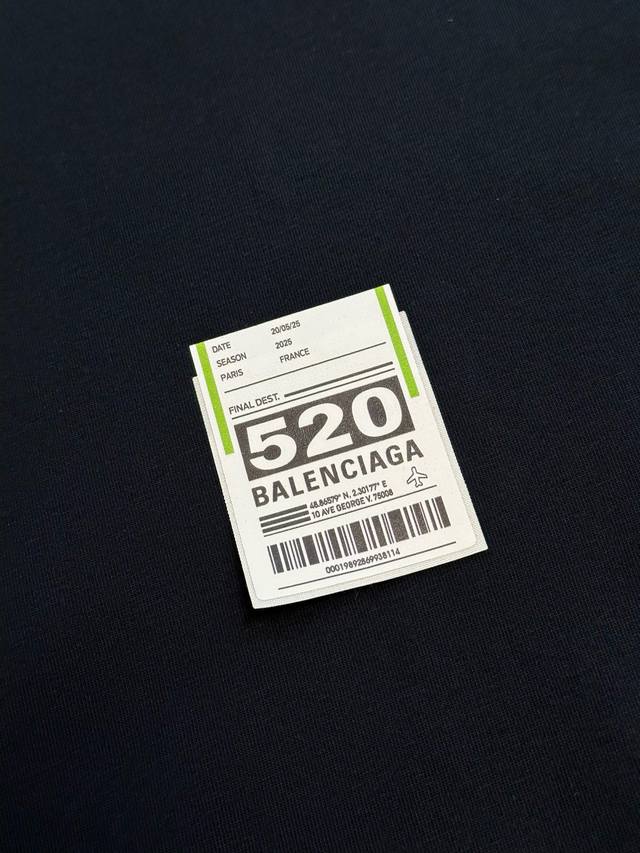 DATE 20/05/25
SEASON 2025
PARIS FRANCE
FINAL DEST.
520
BALENCIAGA
48.86579° N, 2.30177° E
10 AVE GEORGE V. 75008
00019892869938114